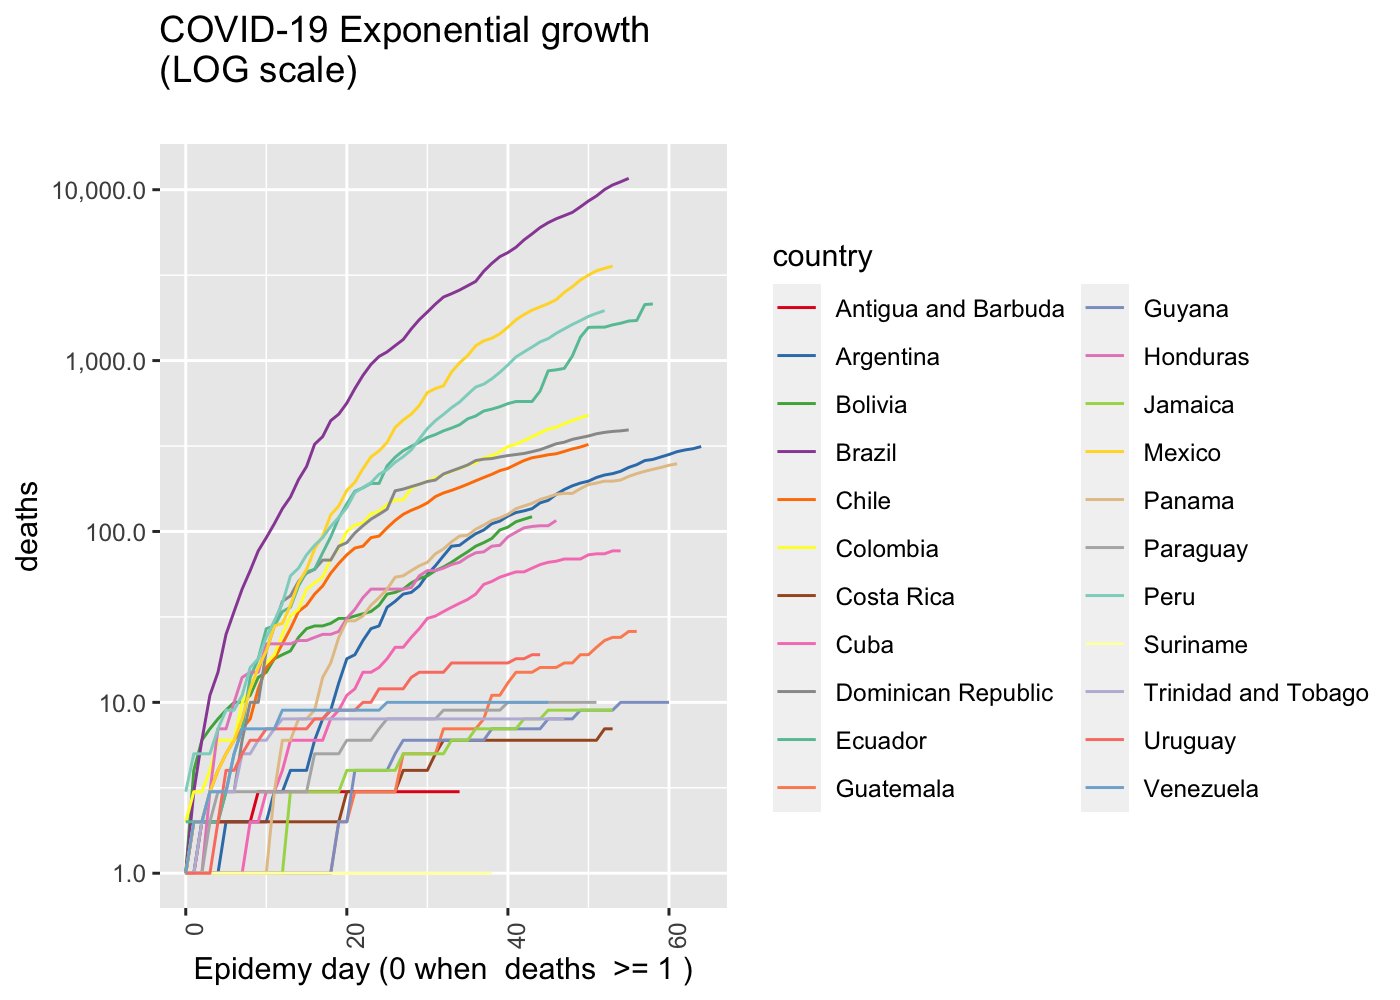 COVID-19 Exponential growth
(LOG scale)
deaths
10,000.0
1,000.0
100.0
10.0
1.0
0
20
40
60
Epidemy day (0 when  deaths  >= 1 )
country
Antigua and Barbuda
Argentina
Bolivia
Brazil
Chile
Colombia
Costa Rica
Cuba
Dominican Republic
Ecuador
Guatemala
Guyana
Honduras
Jamaica
Mexico
Panama
Paraguay
Peru
Suriname
Trinidad and Tobago
Uruguay
Venezuela